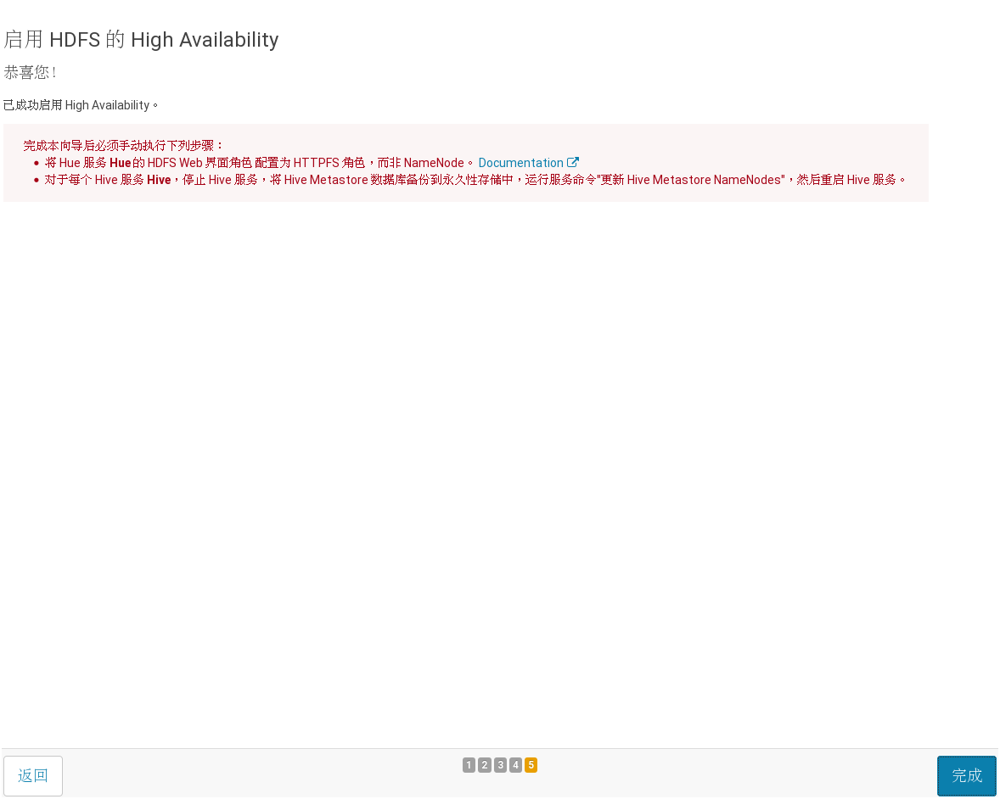 启用 HDFS 的 High Availability
恭喜您!
已成功启用 High Availability。
完成本向导后必须手动执行下列步骤：
• 将 Hue 服务 Hue的 HDFS Web 界面角色 配置为 HTTPFS 角色，而非 NameNode。 Documentation
• 对于每个 Hive 服务 Hive，停止 Hive 服务，将 Hive Metastore 数据库备份到永久性存储中，运行服务命令"更新 Hive Metastore NameNodes"，然后重启 Hive 服务。
返回 1 2 3 4 5 完成